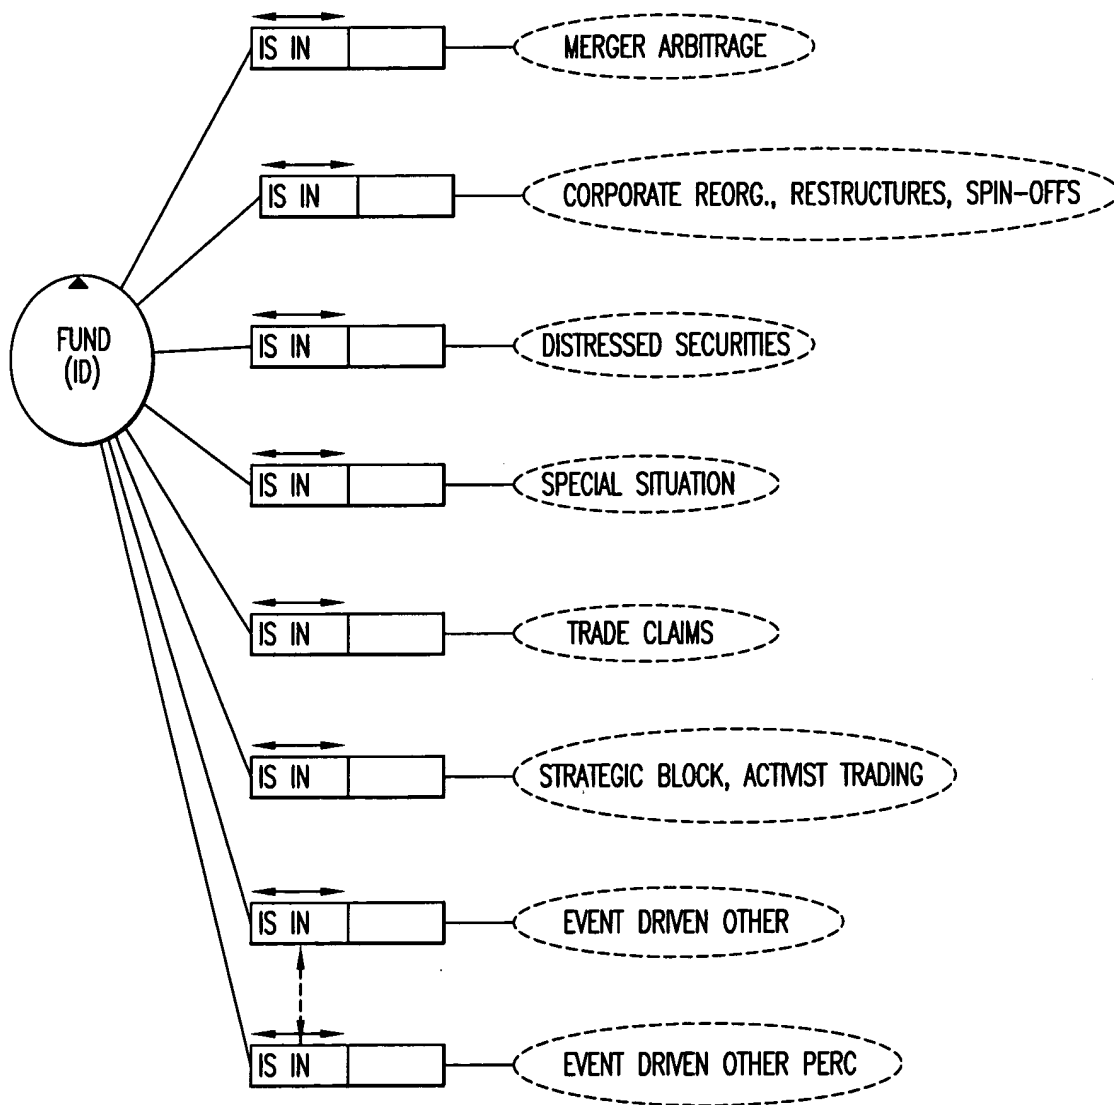 IS IN
MERGER ARBITRAGE
IS IN
CORPORATE REORG., RESTRUCTURES, SPIN-OFFS
FUND
(ID)
IS IN
DISTRESSED SECURITIES
IS IN
SPECIAL SITUATION
IS IN
TRADE CLAIMS
IS IN
STRATEGIC BLOCK, ACTIVIST TRADING
IS IN
EVENT DRIVEN OTHER
IS IN
EVENT DRIVEN OTHER PERC